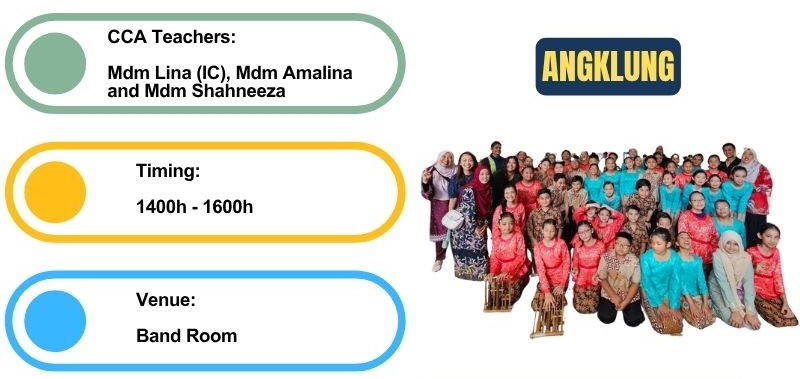 CCA Teachers:
Mdm Lina (IC), Mdm Amalina
and Mdm Shahneeza
ANGKLUNG
Timing:
1400h - 1600h
Venue:
Band Room